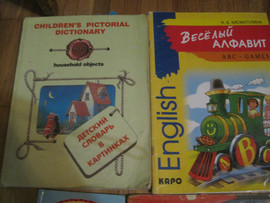 CHILDREN'S PICTORIAL
DICTIONARY
household objects
ДЕТСКИЙ
СЛОВАРЬ В
КАРТИНКАХ
English
ВЕСЁЛЫЙ
АЛФАВИТ
ABC - GAMES
КАРО